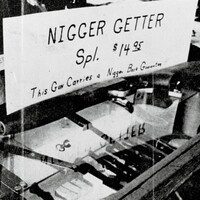 NIGGER GETTER
Spl. $14.95
This Gun Carries a Nigger Back Guarantee